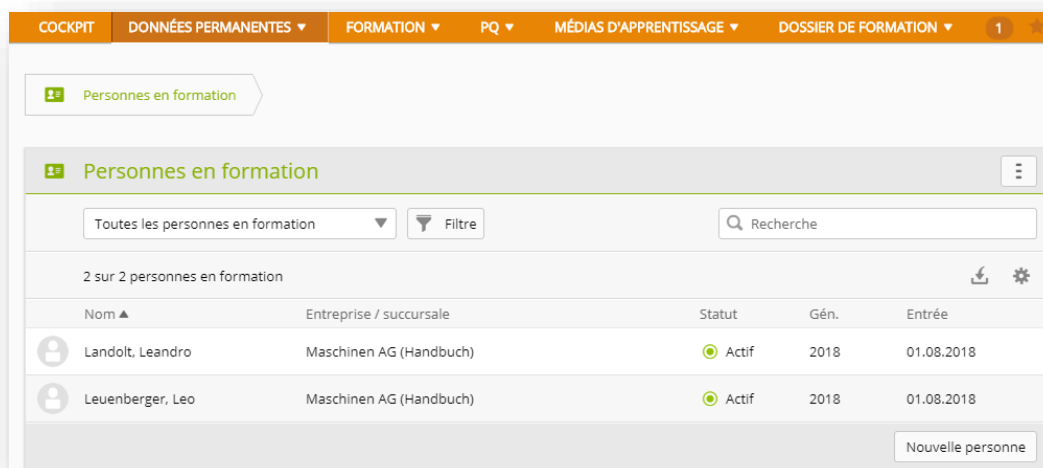 COCKPIT DONNÉES PERMANENTES FORMATION PQ MÉDIAS D'APPRENTISSAGE DOSSIER DE FORMATION 1
Personnes en formation
Personnes en formation
Toutes les personnes en formation Filtre Recherche
2 sur 2 personnes en formation
Nom Entreprise / succursale Statut Gén. Entrée
Landolt, Leandro Maschinen AG (Handbuch) Actif 2018 01.08.2018
Leuenberger, Leo Maschinen AG (Handbuch) Actif 2018 01.08.2018
Nouvelle personne